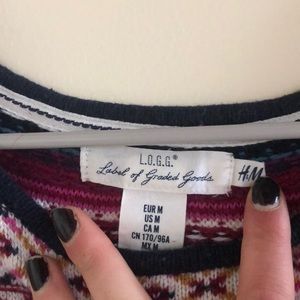 L.O.G.G.®
Label of Graded Goods
H&M
EUR M
US M
CA M
CN 170/96A
MX M